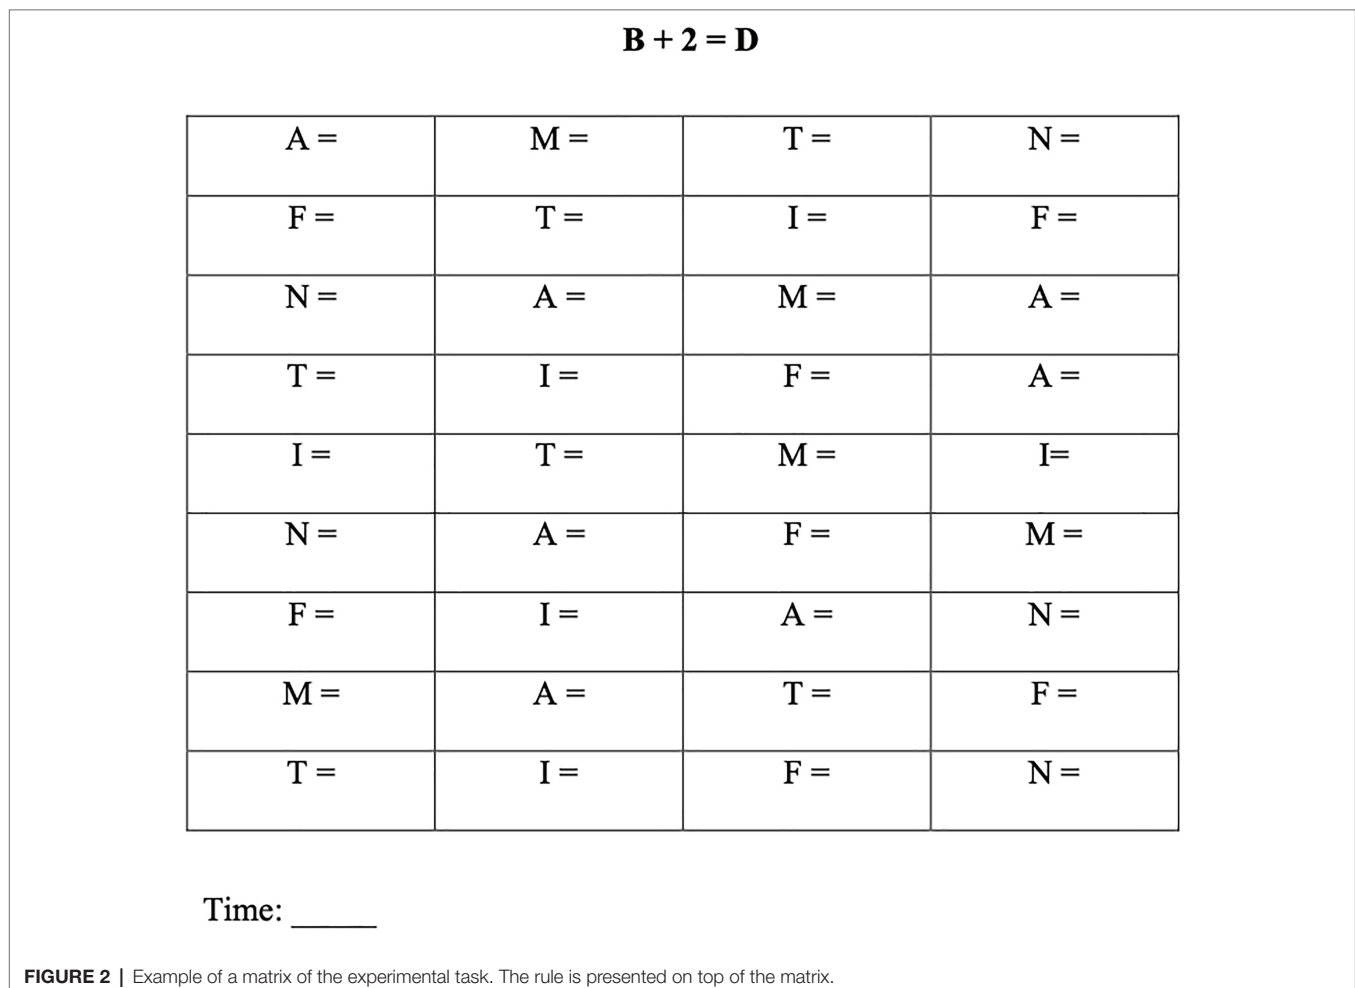 B + 2 = D
A = M = T = N =
F = T = I = F =
N = A = M = A =
T = I = F = A =
I = T = M = I=
N = A = F = M =
F = I = A = N =
M = A = T = F =
T = I = F = N =
Time: _____
FIGURE 2 | Example of a matrix of the experimental task. The rule is presented on top of the matrix.